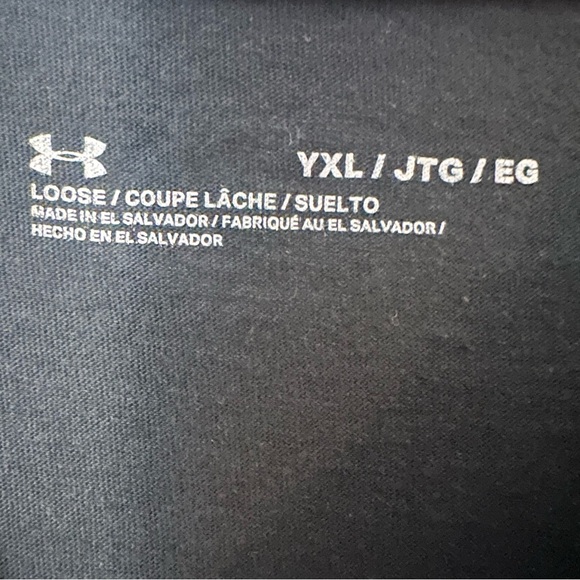 YXL / JTG / EG
LOOSE / COUPE LÂCHE / SUELTO
MADE IN EL SALVADOR / FABRIQUÉ AU EL SALVADOR /
HECHO EN EL SALVADOR